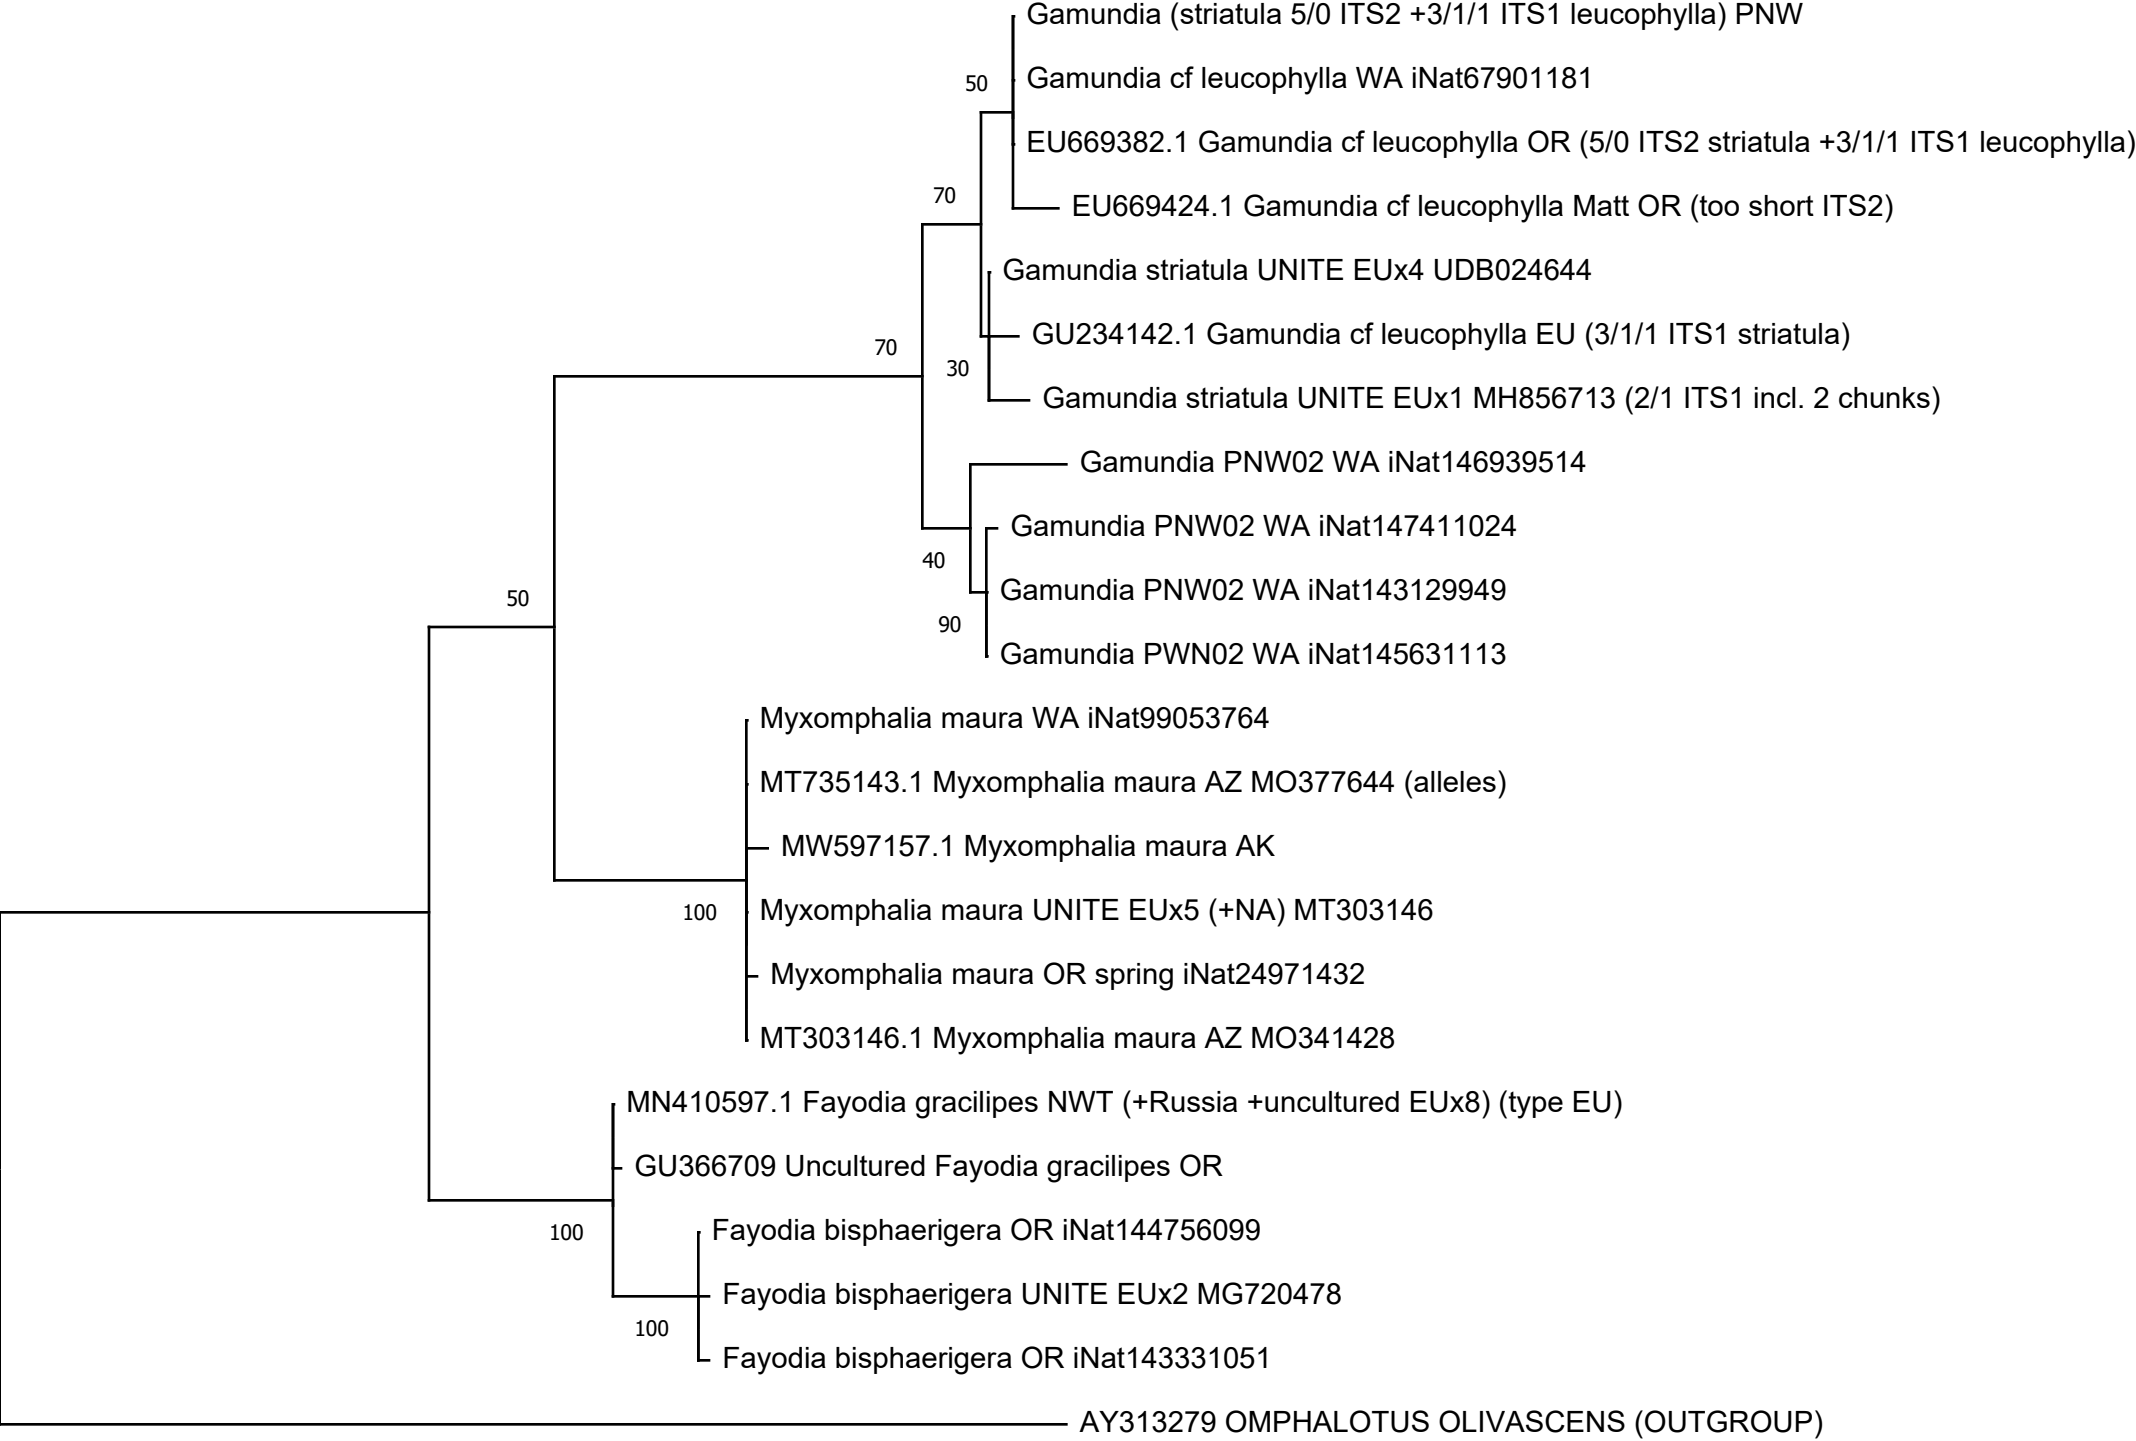 Gamundia (striatula 5/0 ITS2 +3/1/1 ITS1 leucophylla) PNW
50
Gamundia cf leucophylla WA iNat67901181
EU669382.1 Gamundia cf leucophylla OR (5/0 ITS2 striatula +3/1/1 ITS1 leucophylla)
70
EU669424.1 Gamundia cf leucophylla Matt OR (too short ITS2)
Gamundia striatula UNITE EUx4 UDB024644
GU234142.1 Gamundia cf leucophylla EU (3/1/1 ITS1 striatula)
70
30
Gamundia striatula UNITE EUx1 MH856713 (2/1 ITS1 incl. 2 chunks)
Gamundia PNW02 WA iNat146939514
Gamundia PNW02 WA iNat147411024
40
Gamundia PNW02 WA iNat143129949
50
90
Gamundia PWN02 WA iNat145631113
Myxomphalia maura WA iNat99053764
MT735143.1 Myxomphalia maura AZ MO377644 (alleles)
MW597157.1 Myxomphalia maura AK
100
Myxomphalia maura UNITE EUx5 (+NA) MT303146
Myxomphalia maura OR spring iNat24971432
MT303146.1 Myxomphalia maura AZ MO341428
MN410597.1 Fayodia gracilipes NWT (+Russia +uncultured EUx8) (type EU)
GU366709 Uncultured Fayodia gracilipes OR
100
Fayodia bisphaerigera OR iNat144756099
Fayodia bisphaerigera UNITE EUx2 MG720478
100
Fayodia bisphaerigera OR iNat143331051
AY313279 OMPHALOTUS OLIVASCENS (OUTGROUP)